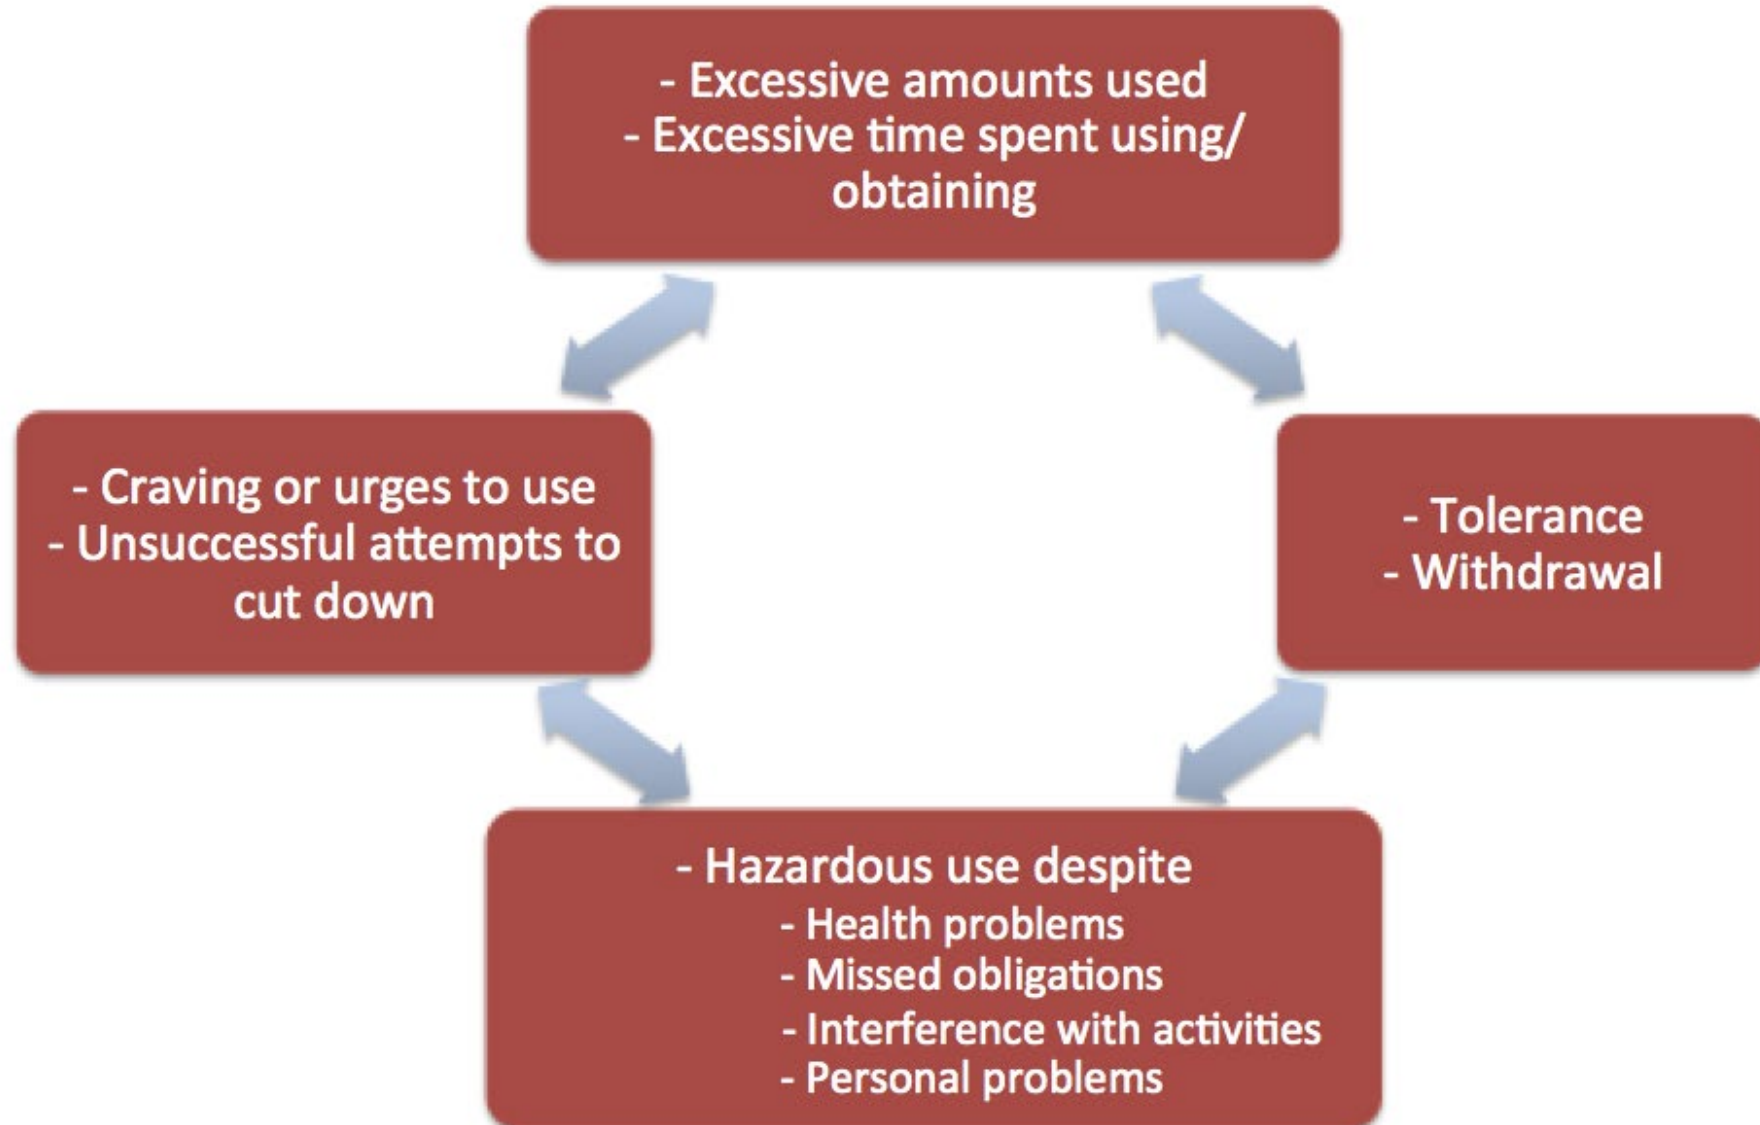 - Excessive amounts used
- Excessive time spent using/
obtaining
- Craving or urges to use
- Unsuccessful attempts to
cut down
- Tolerance
- Withdrawal
- Hazardous use despite
- Health problems
- Missed obligations
- Interference with activities
- Personal problems